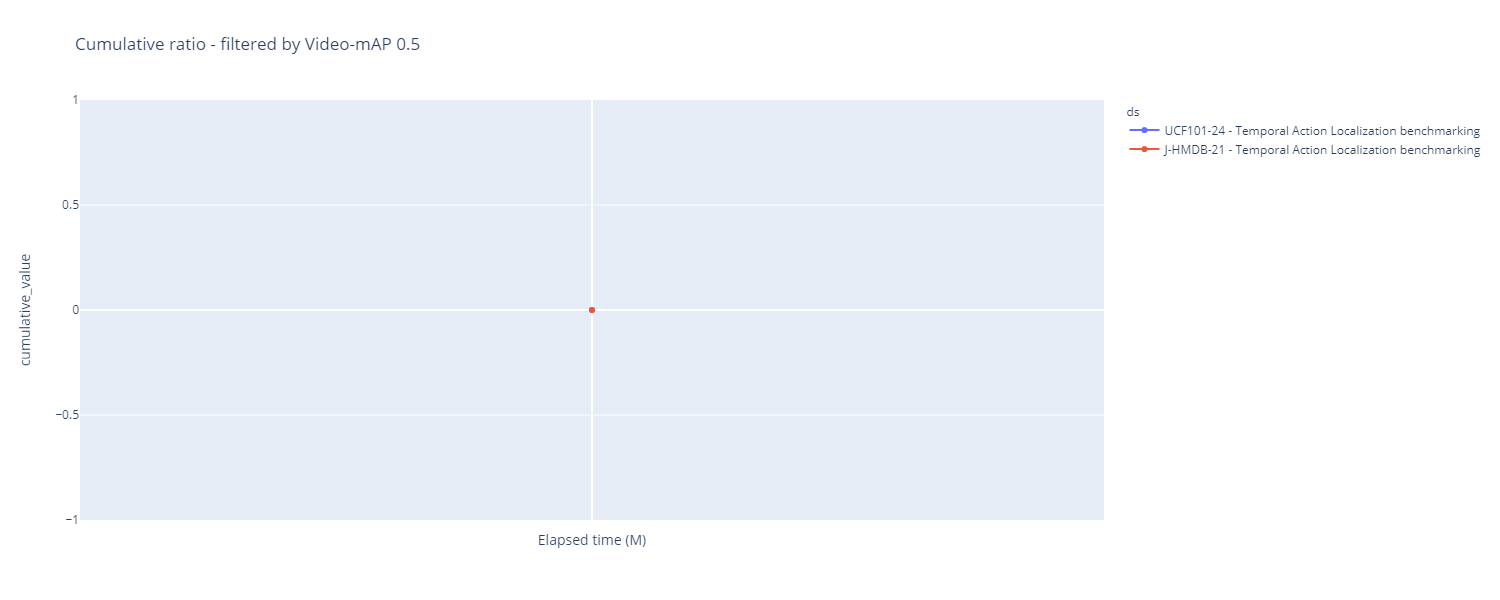 Cumulative ratio - filtered by Video-mAP 0.5
1
0.5
0
−0.5
−1
cumulative_value
Elapsed time (M)
ds
UCF101-24 - Temporal Action Localization benchmarking
J-HMDB-21 - Temporal Action Localization benchmarking